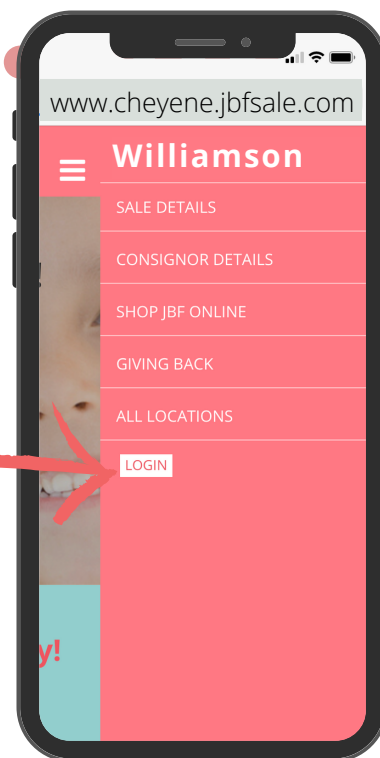 www.cheyene.jbfsale.com
Williamson
SALE DETAILS
CONSIGNOR DETAILS
SHOP JBF ONLINE
GIVING BACK
ALL LOCATIONS
LOGIN
y!